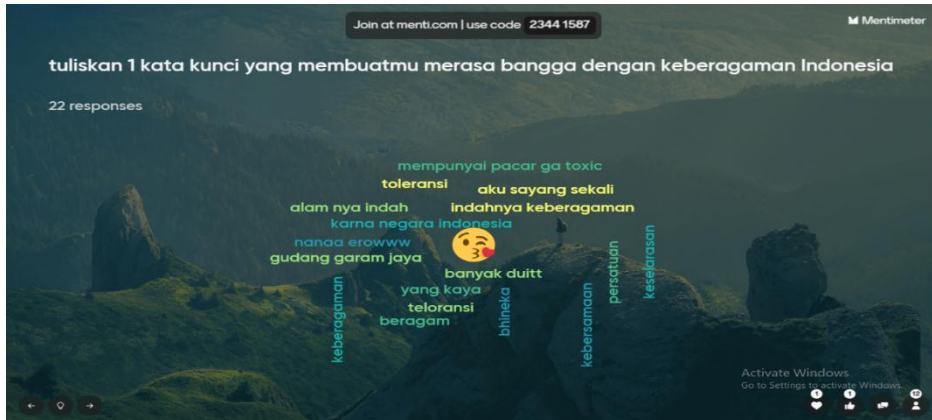 Join at menti.com | use code 2344 1587
Mentimeter
tuliskan 1 kata kunci yang membuatmu merasa bangga dengan keberagaman Indonesia
22 responses
mempunyai pacar ga toxic
toleransi
aku sayang sekali
alam nya indah
indahnya keberagaman
karna negara indonesia
nanaa erowww
gudang garam jaya
banyak duitt
yang kaya
teloransi
beragam
keberagaman
bhineka
kebersamaan
persatuan
keselarasan
Activate Windows
Go to Settings to activate Windows.
1
1
12